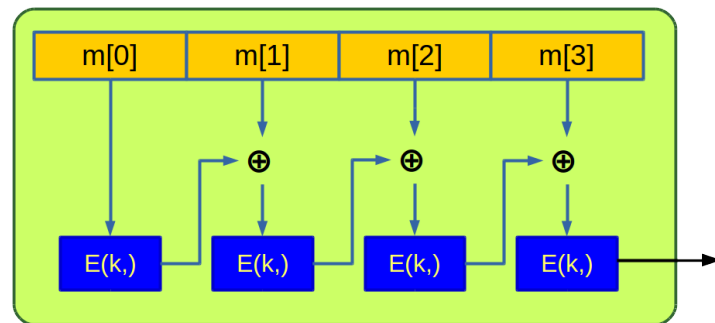 m[0] m[1] m[2] m[3]
⊕ ⊕ ⊕
E(k,) E(k,) E(k,) E(k,)